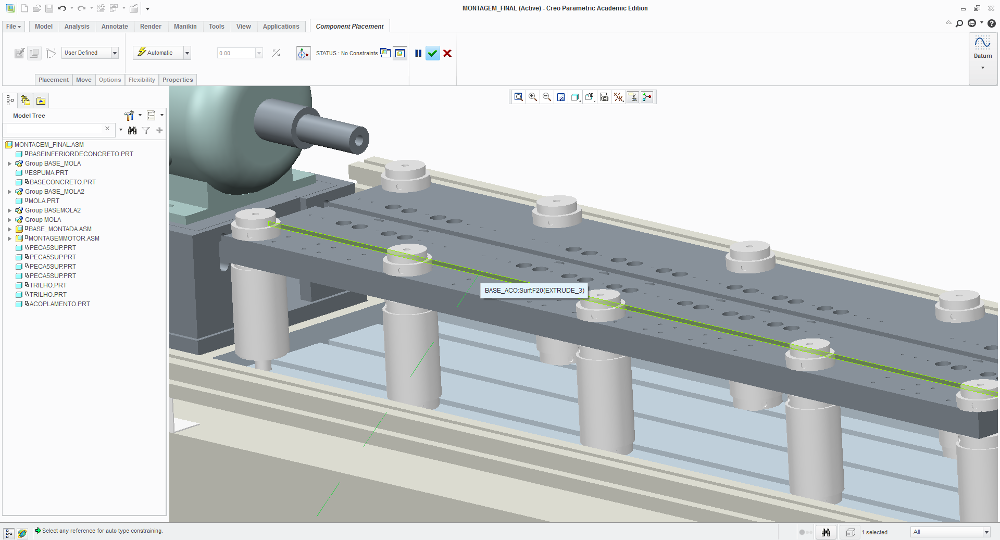 MONTAGEM_FINAL (Active) - Creo Parametric Academic Edition
File Model Analysis Annotate Render Manikin Tools View Applications Component Placement
User Defined Automatic 0.00 STATUS : No Constraints
Datum
Placement Move Options Flexibility Properties
Model Tree
MONTAGEM_FINAL.ASM
BASEINFERIORDECONCRETO.PRT
Group BASE_MOLA
ESPUMA.PRT
BASECONCRETO.PRT
Group BASE_MOLA2
MOLA.PRT
Group BASEMOLA2
Group MOLA
BASE_MONTADA.ASM
MONTAGEMMOTOR.ASM
PECA5SUP.PRT
PECA5SUP.PRT
PECA5SUP.PRT
PECA5SUP.PRT
TRILHO.PRT
TRILHO.PRT
ACOPLAMENTO.PRT
BASE_ACO:Surf:F20(EXTRUDE_3)
Select any reference for auto type constraining.
1 selected
All